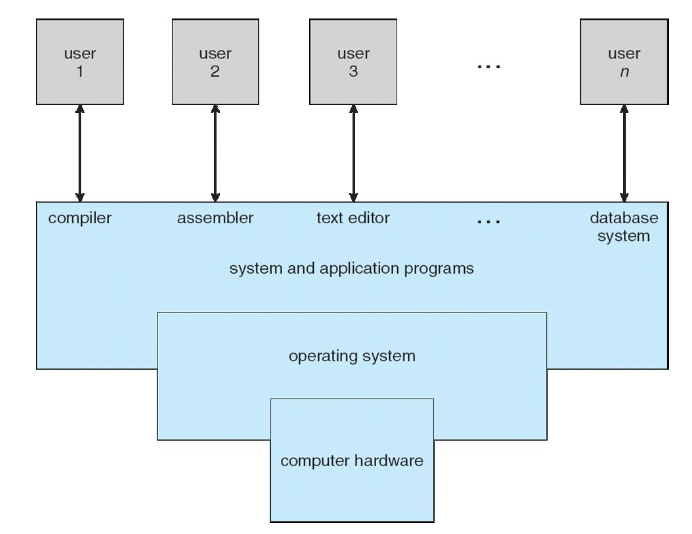 user
1
user
2
user
3
...
user
n
compiler
assembler
text editor
...
database
system
system and application programs
operating system
computer hardware